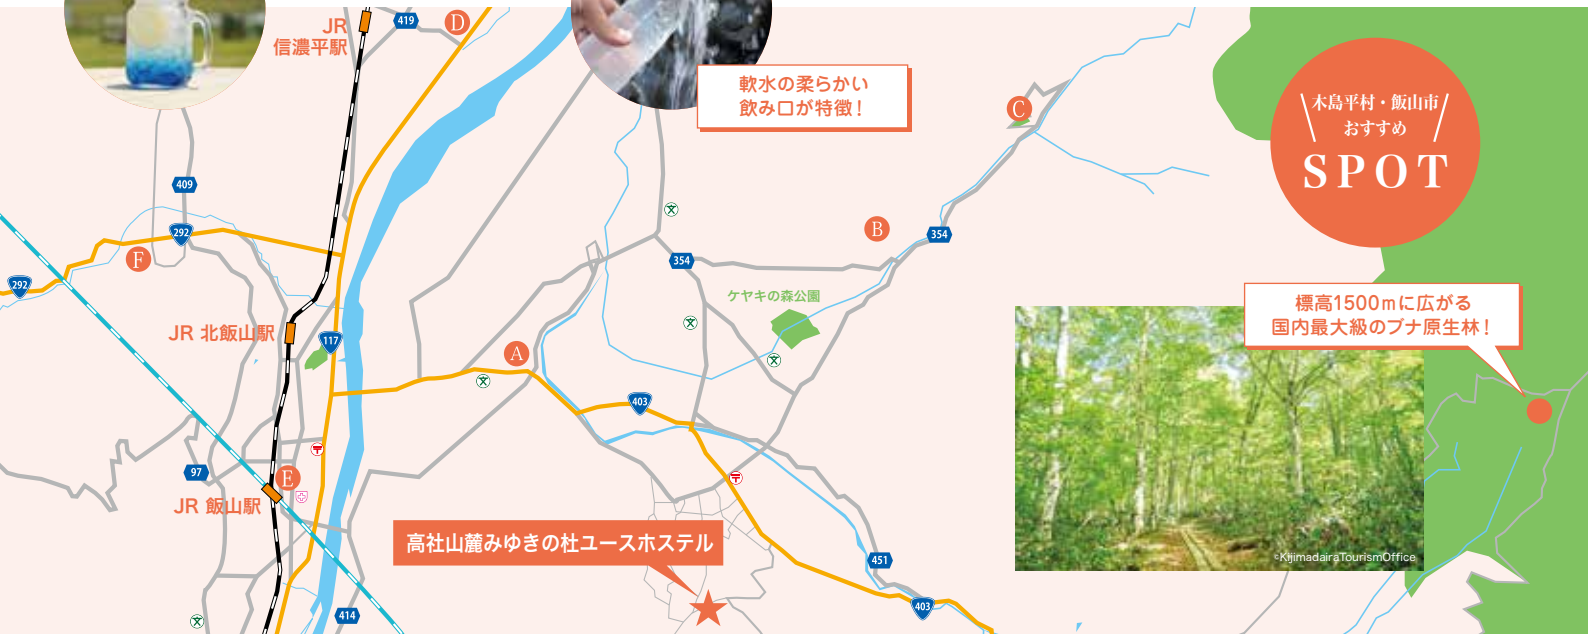 JR
信濃平駅
419
D
軟水の柔らかい
飲み口が特徴！
C
木島平村・飯山市
おすすめ
SPOT
409
292
F
292
B
354
354
ケヤキの森公園
標高1500mに広がる
国内最大級のブナ原生林！
JR 北飯山駅
117
A
文
文
文
文
403
97
E
JR 飯山駅
高社山麓みゆきの杜ユースホステル
451
403
414
文
©KijimadairaTourismOffice